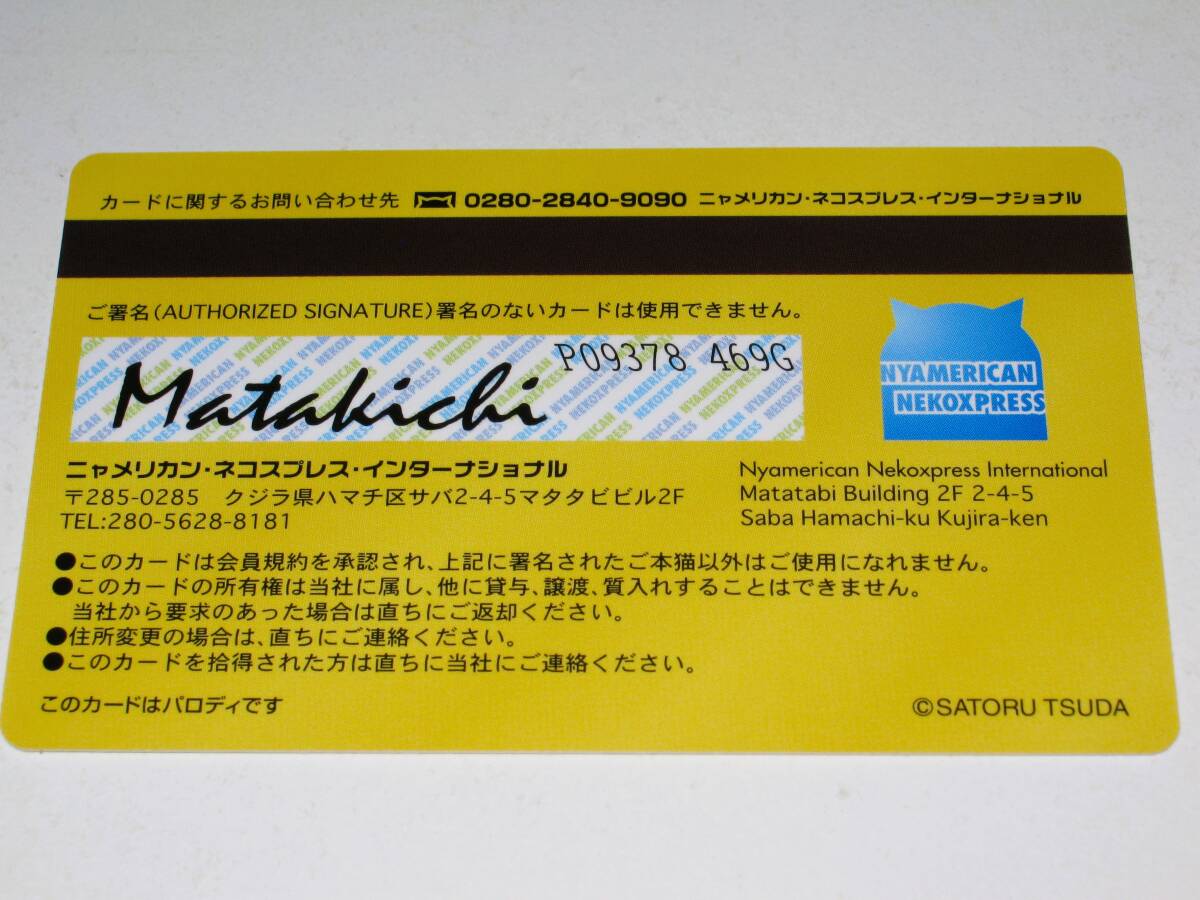 カードに関するお問い合わせ先 0280-2840-9090 ニャメリカン・ネコスプレス・インターナショナル
ご署名(AUTHORIZED SIGNATURE)署名のないカードは使用できません。
P09378 469G
Matakichi
NYAMERICAN
NEKOXPRESS
ニャメリカン・ネコスプレス・インターナショナル
〒285-0285 クジラ県ハマチ区サバ2-4-5マタタビビル2F
TEL:280-5628-8181
Nyamerican Nekoxpress International
Matatabi Building 2F 2-4-5
Saba Hamachi-ku Kujira-ken
●このカードは会員規約を承認され、上記に署名されたご本猫以外はご使用になれません。
●このカードの所有権は当社に属し、他に貸与、譲渡、質入れすることはできません。
当社から要求のあった場合は直ちにご返却ください。
●住所変更の場合は、直ちにご連絡ください。
●このカードを拾得された方は直ちに当社にご連絡ください。
このカードはパロディです
©SATORU TSUDA